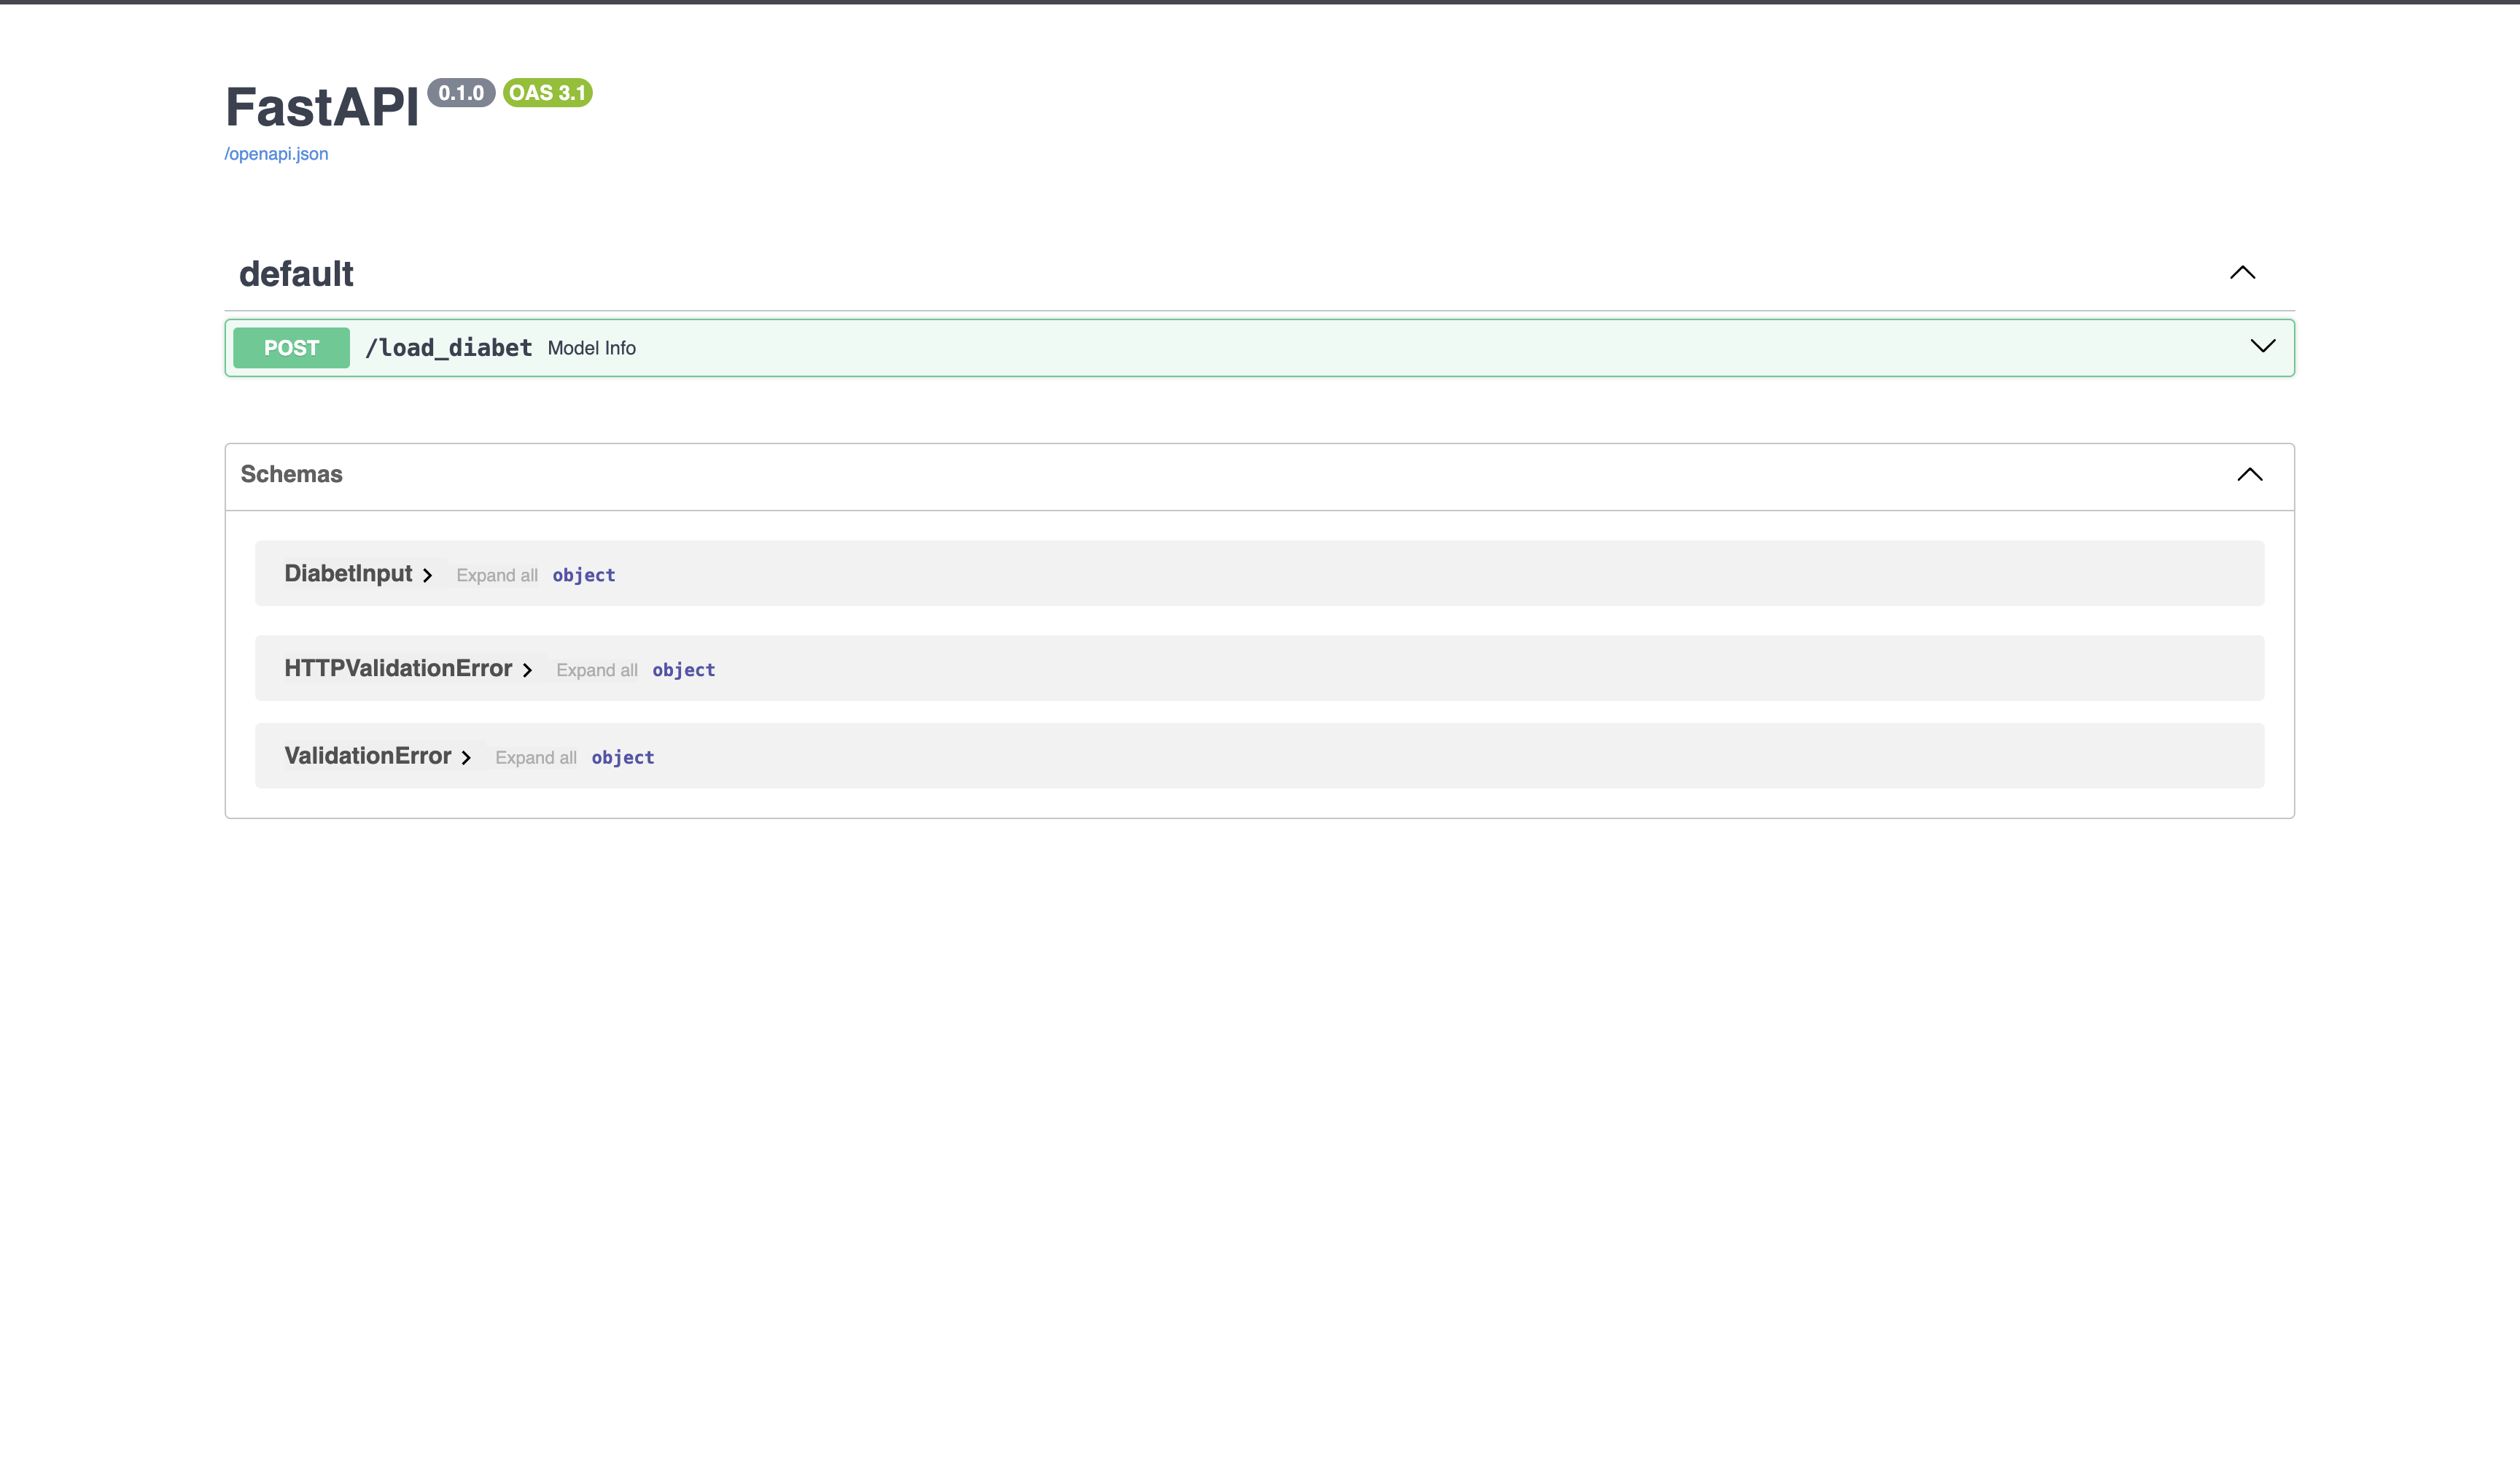 FastAPI 0.1.0 OAS 3.1
/openapi.json
default
POST /load_diabet Model Info
Schemas
DiabetInput Expand all object
HTTPValidationError Expand all object
ValidationError Expand all object